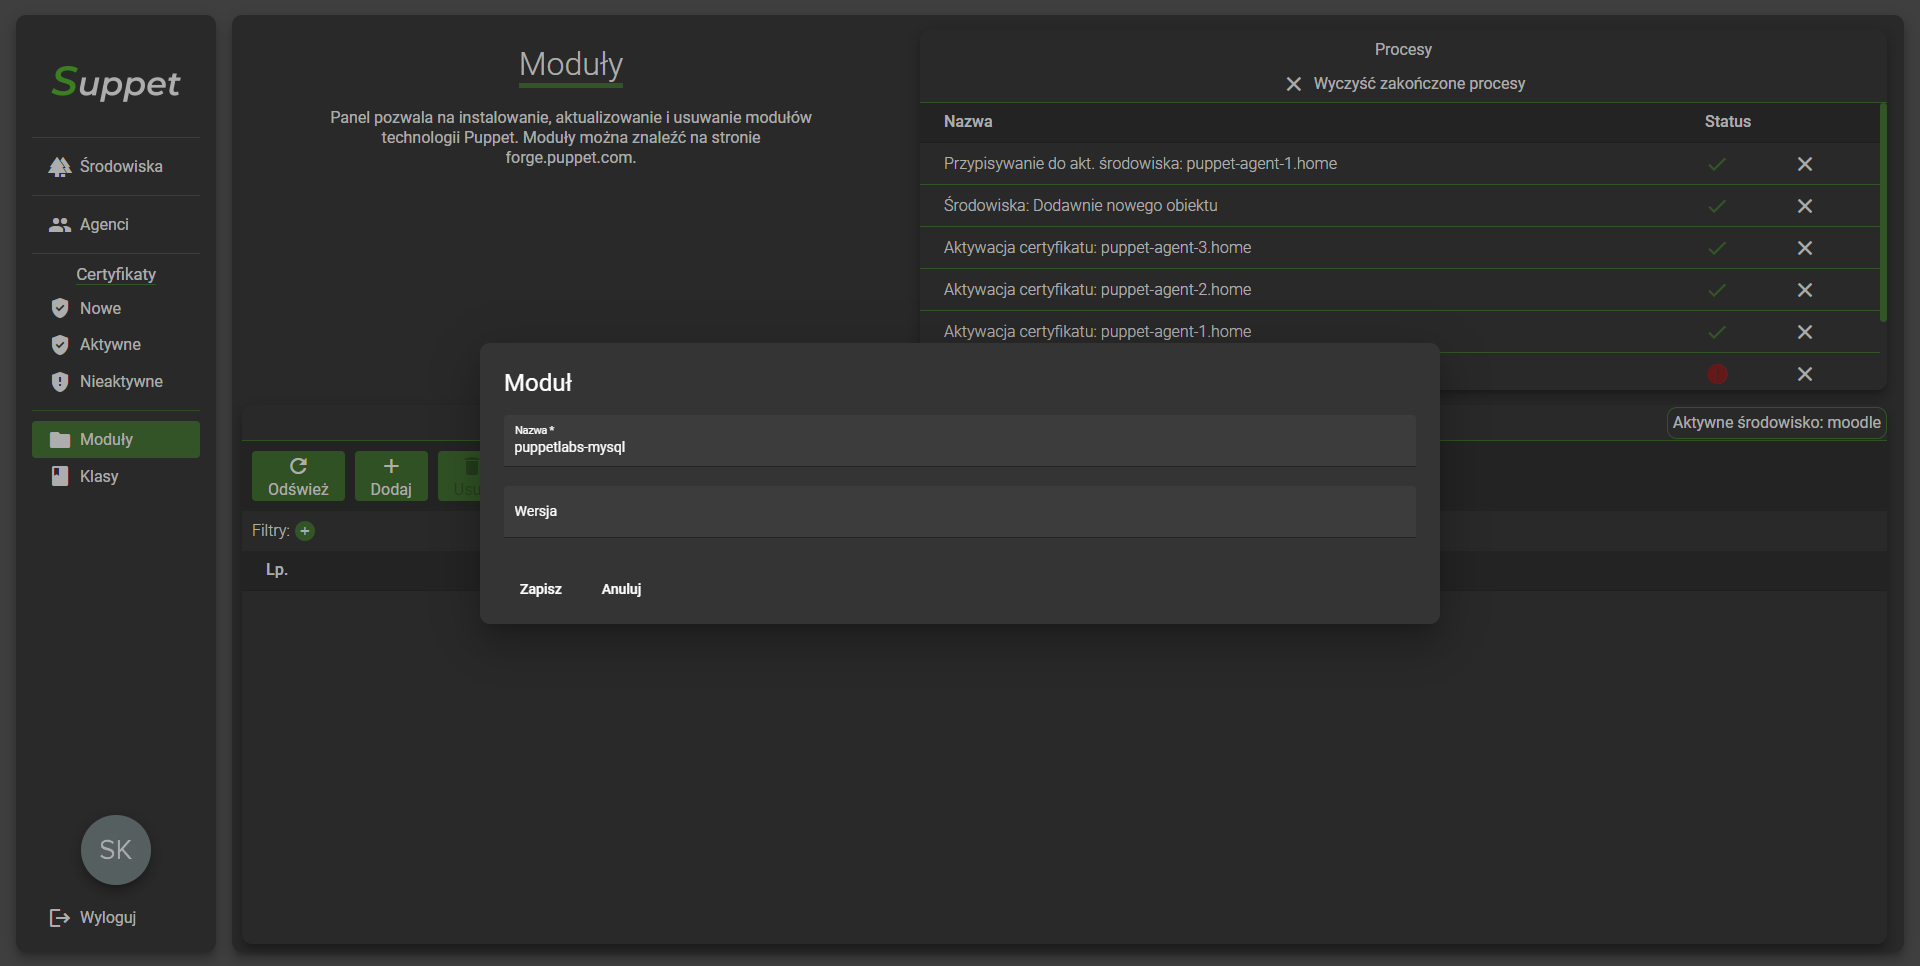 Suppet
Środowiska
Agenci
Certyfikaty
Nowe
Aktywne
Nieaktywne
Moduły
Klasy
SK
Wyloguj
Moduły
Panel pozwala na instalowanie, aktualizowanie i usuwanie modułów
technologii Puppet. Moduły można znaleźć na stronie
forge.puppet.com.
Procesy
Wyczyść zakończone procesy
Nazwa Status
Przypisywanie do akt. środowiska: puppet-agent-1.home
Środowiska: Dodawnie nowego obiektu
Aktywacja certyfikatu: puppet-agent-3.home
Aktywacja certyfikatu: puppet-agent-2.home
Aktywacja certyfikatu: puppet-agent-1.home
Aktywne środowisko: moodle
Odśwież Dodaj
Filtry:
Lp.
Moduł
Nazwa *
puppetlabs-mysql
Wersja
Zapisz Anuluj